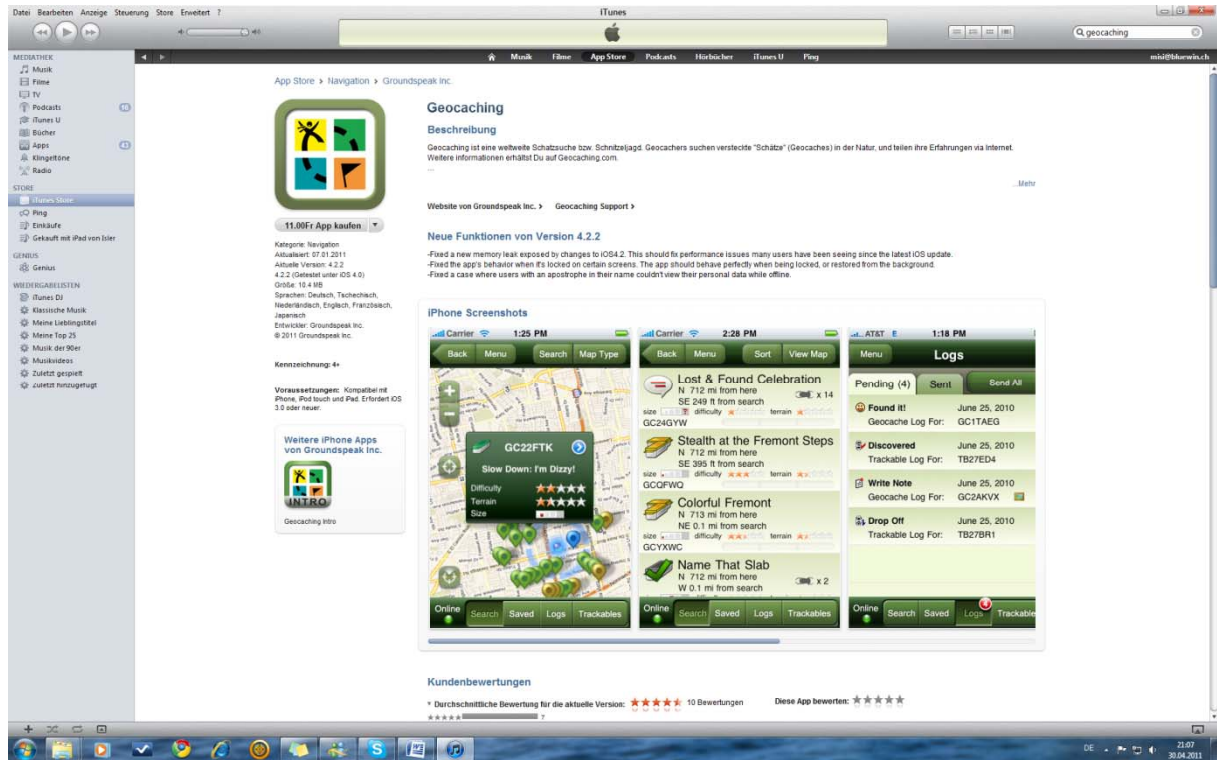 iTunes
Datei Bearbeiten Anzeige Steuerung Store Erweitert ?
geocaching
Musik Filme App Store Podcasts Hörbücher iTunes U Ping
misi@bluewin.ch
MEDIATHEK
Musik
Filme
TV
Podcasts
iTunes U
Bücher
Apps
Klingeltöne
Radio
STORE
iTunes Store
Ping
Einkäufe
Gekauft mit iPad von Isler
GENIUS
Genius
WIEDERGABELISTEN
iTunes DJ
Klassische Musik
Meine Lieblingstitel
Meine Top 25
Musik der 90er
Musikvideos
Zuletzt gespielt
Zuletzt hinzugefügt
App Store > Navigation > Groundspeak Inc.
11.00Fr App kaufen
Kategorie: Navigation
Aktualisiert: 07.01.2011
Aktuelle Version: 4.2.2
4.2.2 (Getestet unter iOS 4.0)
Größe: 10.4 MB
Sprachen: Deutsch, Tschechisch,
Niederländisch, Englisch, Französisch,
Japanisch
Entwickler: Groundspeak Inc.
© 2011 Groundspeak Inc.
Kennzeichnung: 4+
Voraussetzungen: Kompatibel mit
iPhone, iPod touch und iPad. Erfordert iOS
3.0 oder neuer.
Weitere iPhone Apps
von Groundspeak Inc.
INTRO
Geocaching Intro
Geocaching
Beschreibung
Geocaching ist eine weltweite Schatzsuche bzw. Schnitzeljagd. Geocachers suchen versteckte "Schätze" (Geocaches) in der Natur, und teilen ihre Erfahrungen via Internet.
Weitere informationen erhältst Du auf Geocaching.com.
...
...Mehr
Website von Groundspeak Inc. > Geocaching Support >
Neue Funktionen von Version 4.2.2
-Fixed a new memory leak exposed by changes to iOS4.2. This should fix performance issues many users have been seeing since the latest iOS update.
-Fixed the app's behavior when it's locked on certain screens. The app should behave perfectly when being locked, or restored from the background.
-Fixed a case where users with an apostrophe in their name couldn't view their personal data while offline.
iPhone Screenshots
Carrier 1:25 PM
Back Menu Search Map Type
GC22FTK
Slow Down: I'm Dizzy!
Difficulty
Terrain
Size
Online Search Saved Logs Trackables
Carrier 2:28 PM
Back Menu Sort View Map
Lost & Found Celebration
N 712 mi from here x 14
SE 249 ft from search
size difficulty terrain
GC24GYW
Stealth at the Fremont Steps
N 712 mi from here
SE 395 ft from search
size difficulty terrain
GCQFWQ
Colorful Fremont
N 713 mi from here
NE 0.1 mi from search
size difficulty terrain
GCYXWC
Name That Slab
N 712 mi from here x 2
W 0.1 mi from search
Online Search Saved Logs Trackables
AT&T E 1:18 PM
Menu Logs
Pending (4) Sent Send All
Found it! June 25, 2010
Geocache Log For: GC1TAEG
Discovered June 25, 2010
Trackable Log For: TB27ED4
Write Note June 25, 2010
Geocache Log For: GC2AKVX
Drop Off June 25, 2010
Trackable Log For: TB27BR1
4
Online Search Saved Logs Trackable
Kundenbewertungen
Durchschnittliche Bewertung für die aktuelle Version: 10 Bewertungen Diese App bewerten:
7
DE 21:07
30.04.2011